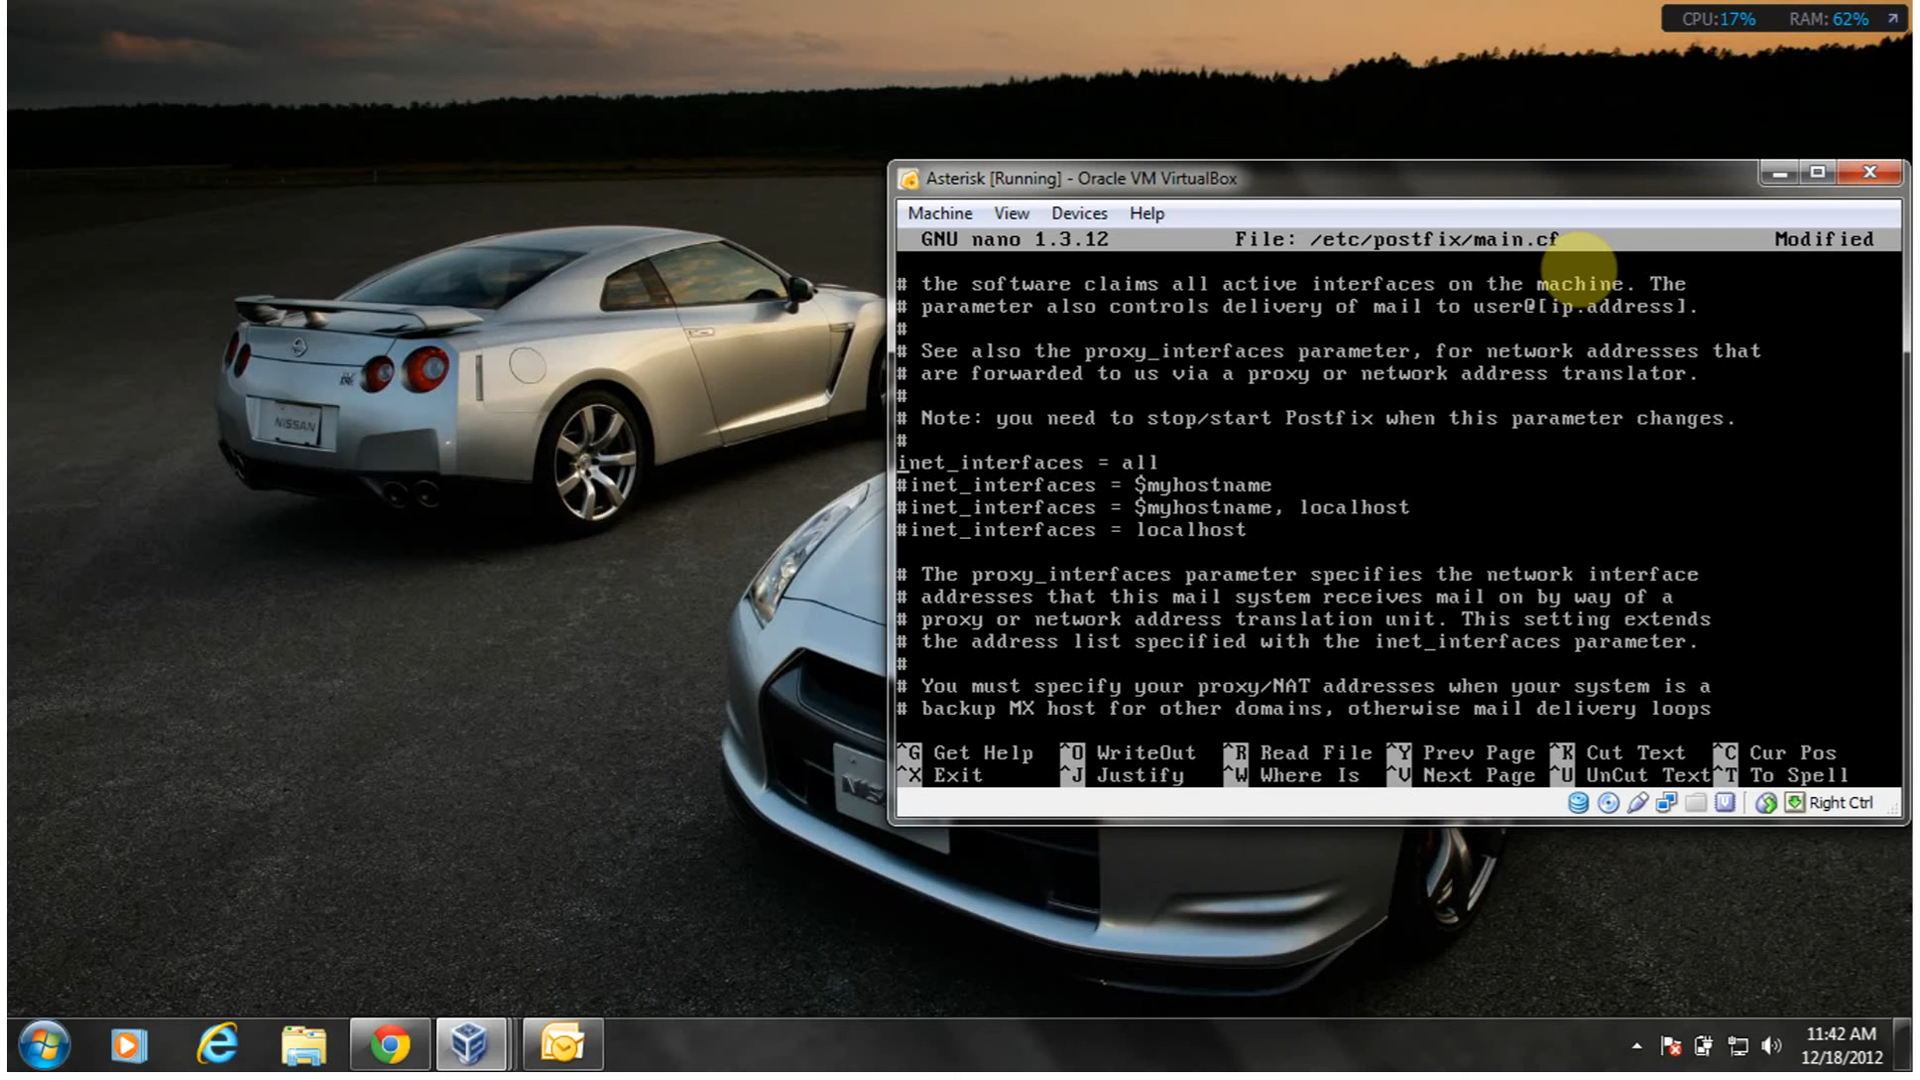 CPU:17% RAM: 62%
Asterisk [Running] - Oracle VM VirtualBox
Machine View Devices Help
GNU nano 1.3.12 File: /etc/postfix/main.cf Modified
# the software claims all active interfaces on the machine. The
# parameter also controls delivery of mail to user@[ip.address].
#
# See also the proxy_interfaces parameter, for network addresses that
# are forwarded to us via a proxy or network address translator.
#
# Note: you need to stop/start Postfix when this parameter changes.
#
inet_interfaces = all
#inet_interfaces = $myhostname
#inet_interfaces = $myhostname, localhost
#inet_interfaces = localhost
# The proxy_interfaces parameter specifies the network interface
# addresses that this mail system receives mail on by way of a
# proxy or network address translation unit. This setting extends
# the address list specified with the inet_interfaces parameter.
#
# You must specify your proxy/NAT addresses when your system is a
# backup MX host for other domains, otherwise mail delivery loops
^G Get Help ^O WriteOut ^R Read File ^Y Prev Page ^K Cut Text ^C Cur Pos
^X Exit ^J Justify ^W Where Is ^V Next Page ^U UnCut Text ^T To Spell
Right Ctrl
NISSAN
11:42 AM
12/18/2012